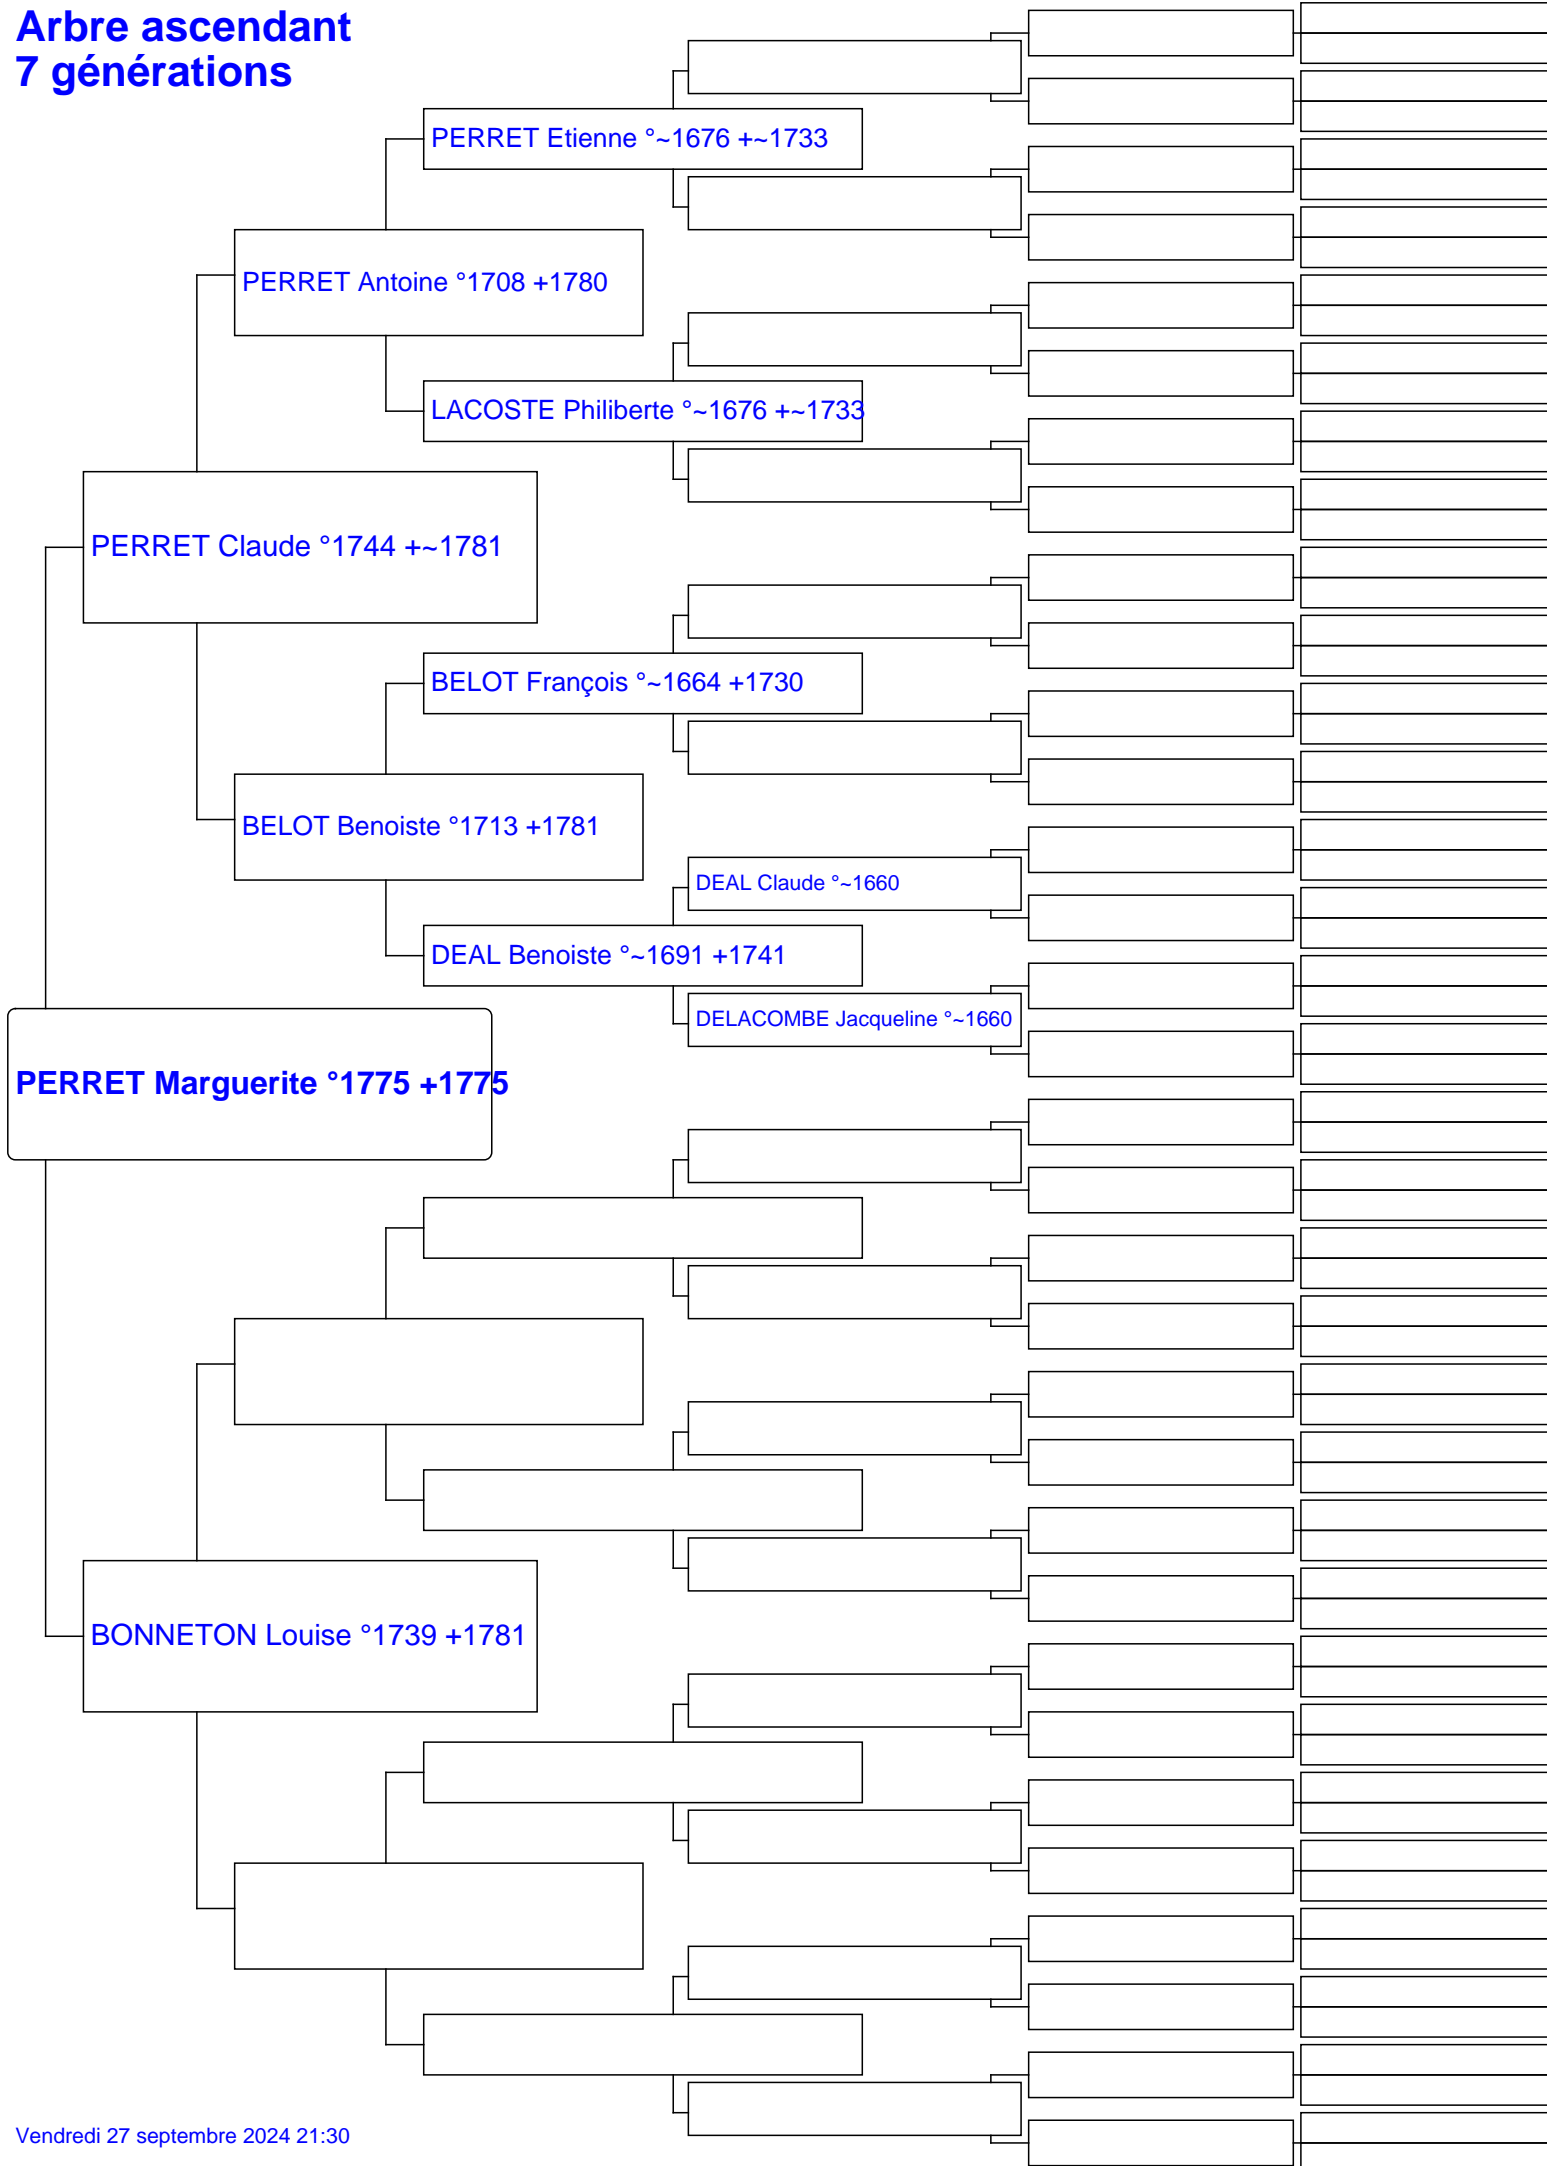 Arbre ascendant
7 générations
PERRET Etienne °~1676 +~1733
PERRET Antoine °1708 +1780
LACOSTE Philiberte °~1676 +~1733
PERRET Claude °1744 +~1781
BELOT François °~1664 +1730
BELOT Benoiste °1713 +1781
DEAL Claude °~1660
DEAL Benoiste °~1691 +1741
DELACOMBE Jacqueline °~1660
PERRET Marguerite °1775 +1775
BONNETON Louise °1739 +1781
Vendredi 27 septembre 2024 21:30